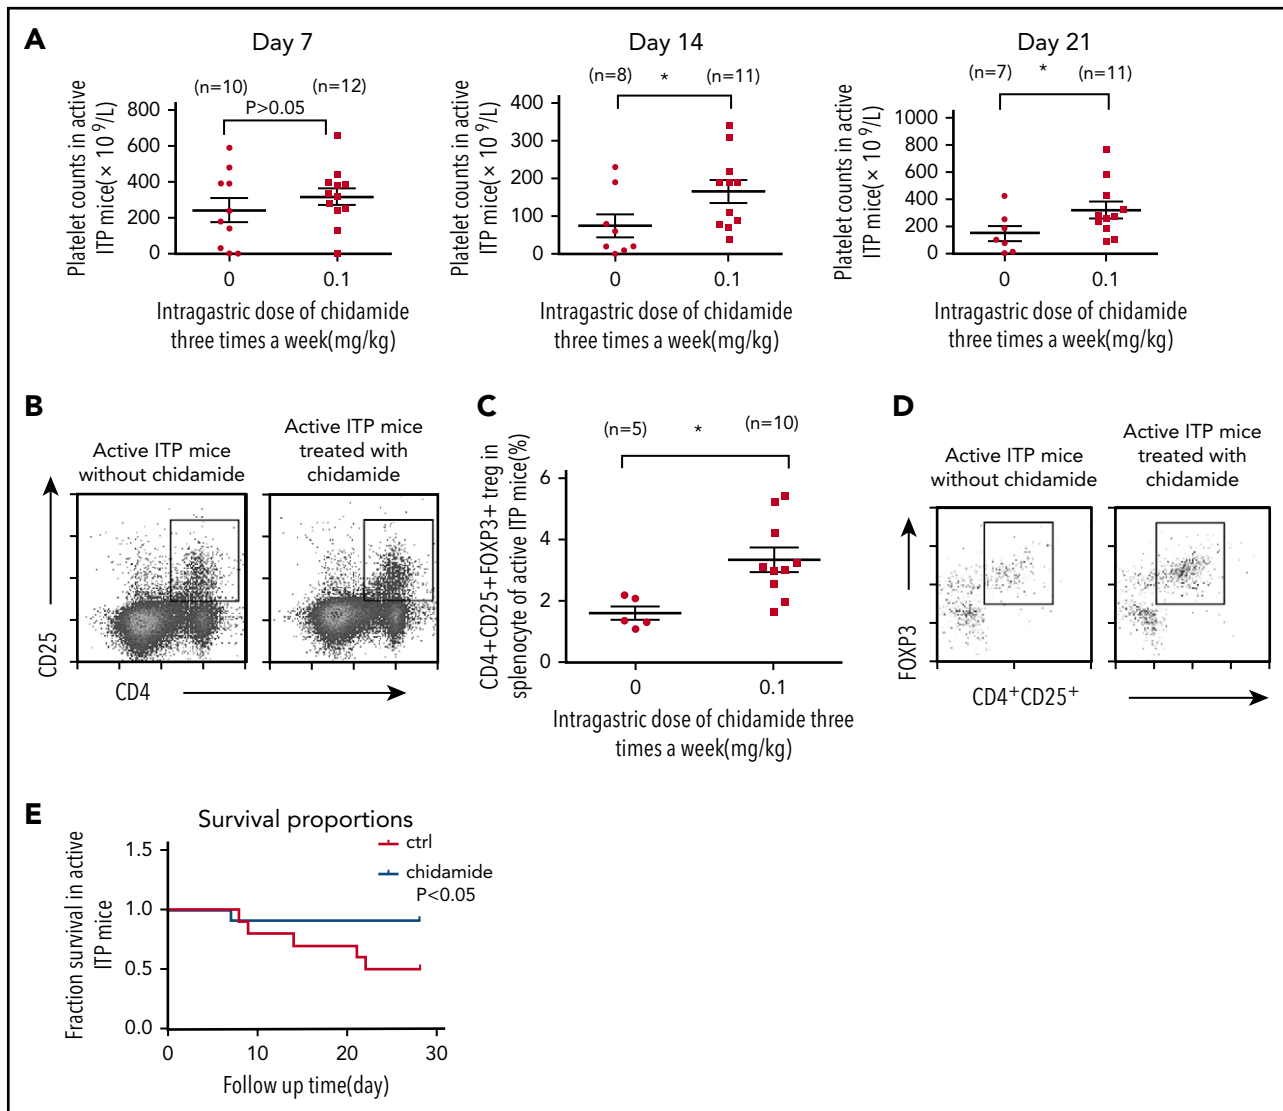 A
Day 7
Day 14
Day 21
(n=10)
(n=12)
P>0.05
Platelet counts in active
ITP mice(× 10 9/L)
800
600
400
200
0
0
0.1
Intragastric dose of chidamide
three times a week(mg/kg)
(n=8)
*
(n=11)
Platelet counts in active
ITP mice(× 10 9/L)
400
300
200
100
0
0
0.1
Intragastric dose of chidamide
three times a week(mg/kg)
(n=7)
*
(n=11)
Platelet counts in active
ITP mice(× 10 9/L)
1000
800
600
400
200
0
0
0.1
Intragastric dose of chidamide
three times a week(mg/kg)
B
Active ITP mice
without chidamide
Active ITP mice
treated with
chidamide
CD25
CD4
C
(n=5)
*
(n=10)
CD4+CD25+FOXP3+ treg in
splenocyte of active ITP mice(%)
6
4
2
0
0
0.1
Intragastric dose of chidamide three
times a week(mg/kg)
D
Active ITP mice
without chidamide
Active ITP mice
treated with
chidamide
FOXP3
CD4+CD25+
E
Survival proportions
ctrl
chidamide
P<0.05
Fraction survival in active
ITP mice
1.5
1.0
0.5
0.0
0
10
20
30
Follow up time(day)